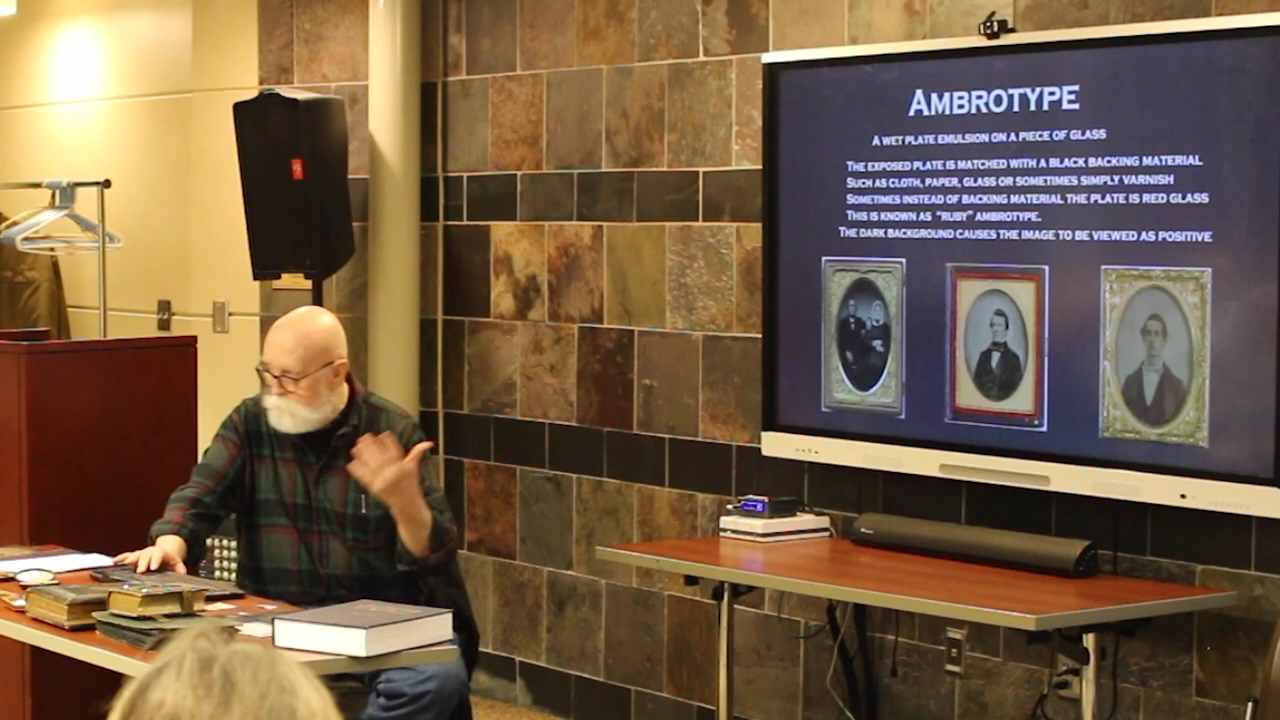 AMBROTYPE
A WET PLATE EMULSION ON A PIECE OF GLASS
THE EXPOSED PLATE IS MATCHED WITH A BLACK BACKING MATERIAL
SUCH AS CLOTH, PAPER, GLASS OR SOMETIMES SIMPLY VARNISH
SOMETIMES INSTEAD OF BACKING MATERIAL THE PLATE IS RED GLASS
THIS IS KNOWN AS "RUBY" AMBROTYPE.
THE DARK BACKGROUND CAUSES THE IMAGE TO BE VIEWED AS POSITIVE